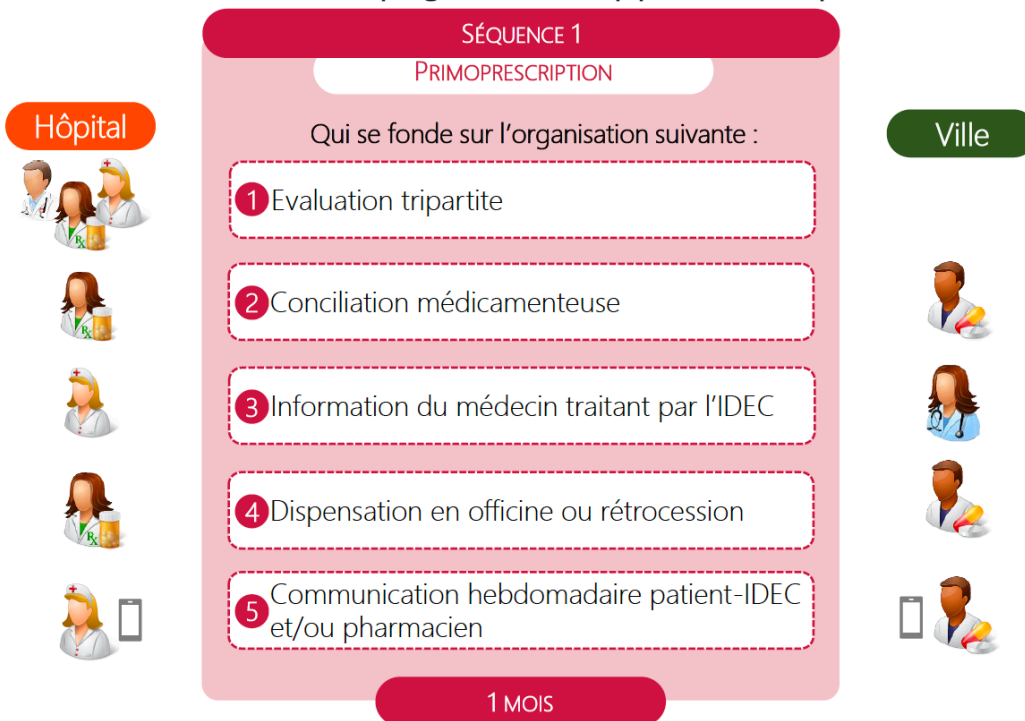 SÉQUENCE 1
PRIMOPRESCRIPTION
Hôpital
Ville
Qui se fonde sur l'organisation suivante :
1 Evaluation tripartite
2 Conciliation médicamenteuse
3 Information du médecin traitant par l'IDEC
4 Dispensation en officine ou rétrocession
5 Communication hebdomadaire patient-IDEC
et/ou pharmacien
1 MOIS